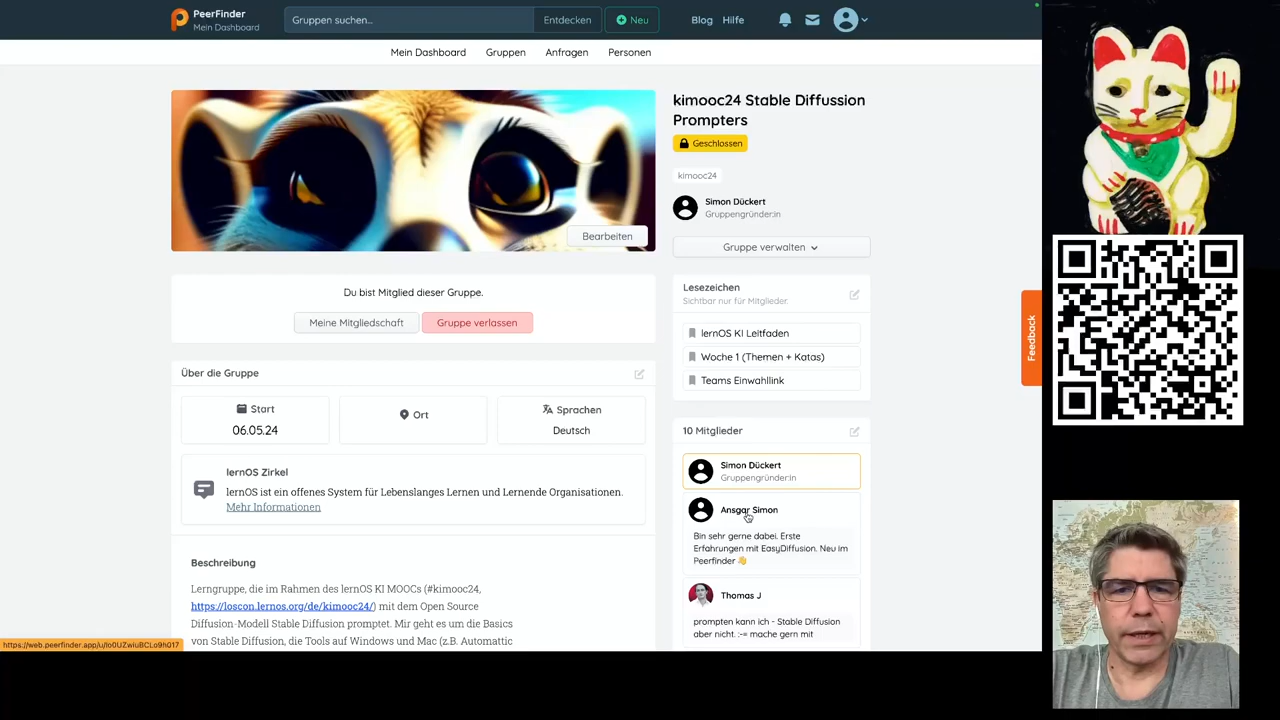 PeerFinder
Mein Dashboard
Gruppen suchen...
Entdecken
Neu
Blog
Hilfe
Mein Dashboard
Gruppen
Anfragen
Personen
Bearbeiten
kimooc24 Stable Diffussion
Prompters
Geschlossen
kimooc24
Simon Dückert
Gruppengründer:in
Gruppe verwalten
Du bist Mitglied dieser Gruppe.
Meine Mitgliedschaft
Gruppe verlassen
Über die Gruppe
Start
06.05.24
Ort
Sprachen
Deutsch
lernOS Zirkel
lernOS ist ein offenes System für Lebenslanges Lernen und Lernende Organisationen.
Mehr Informationen
Beschreibung
Lerngruppe, die im Rahmen des lernOS KI MOOCs (#kimooc24,
https://loscon.lernos.org/de/kimooc24/) mit dem Open Source
Diffusion-Modell Stable Diffusion promptet. Mir geht es um die Basics
von Stable Diffusion, die Tools auf Windows und Mac (z.B. Automattic
Lesezeichen
Sichtbar nur für Mitglieder.
lernOS KI Leitfaden
Woche 1 (Themen + Katas)
Teams Einwahllink
10 Mitglieder
Simon Dückert
Gruppengründer:in
Ansgar Simon
Bin sehr gerne dabei. Erste
Erfahrungen mit EasyDiffusion. Neu im
Peerfinder 👋
Thomas J
prompten kann ich - Stable Diffusion
aber nicht. :-= mache gern mit
Feedback